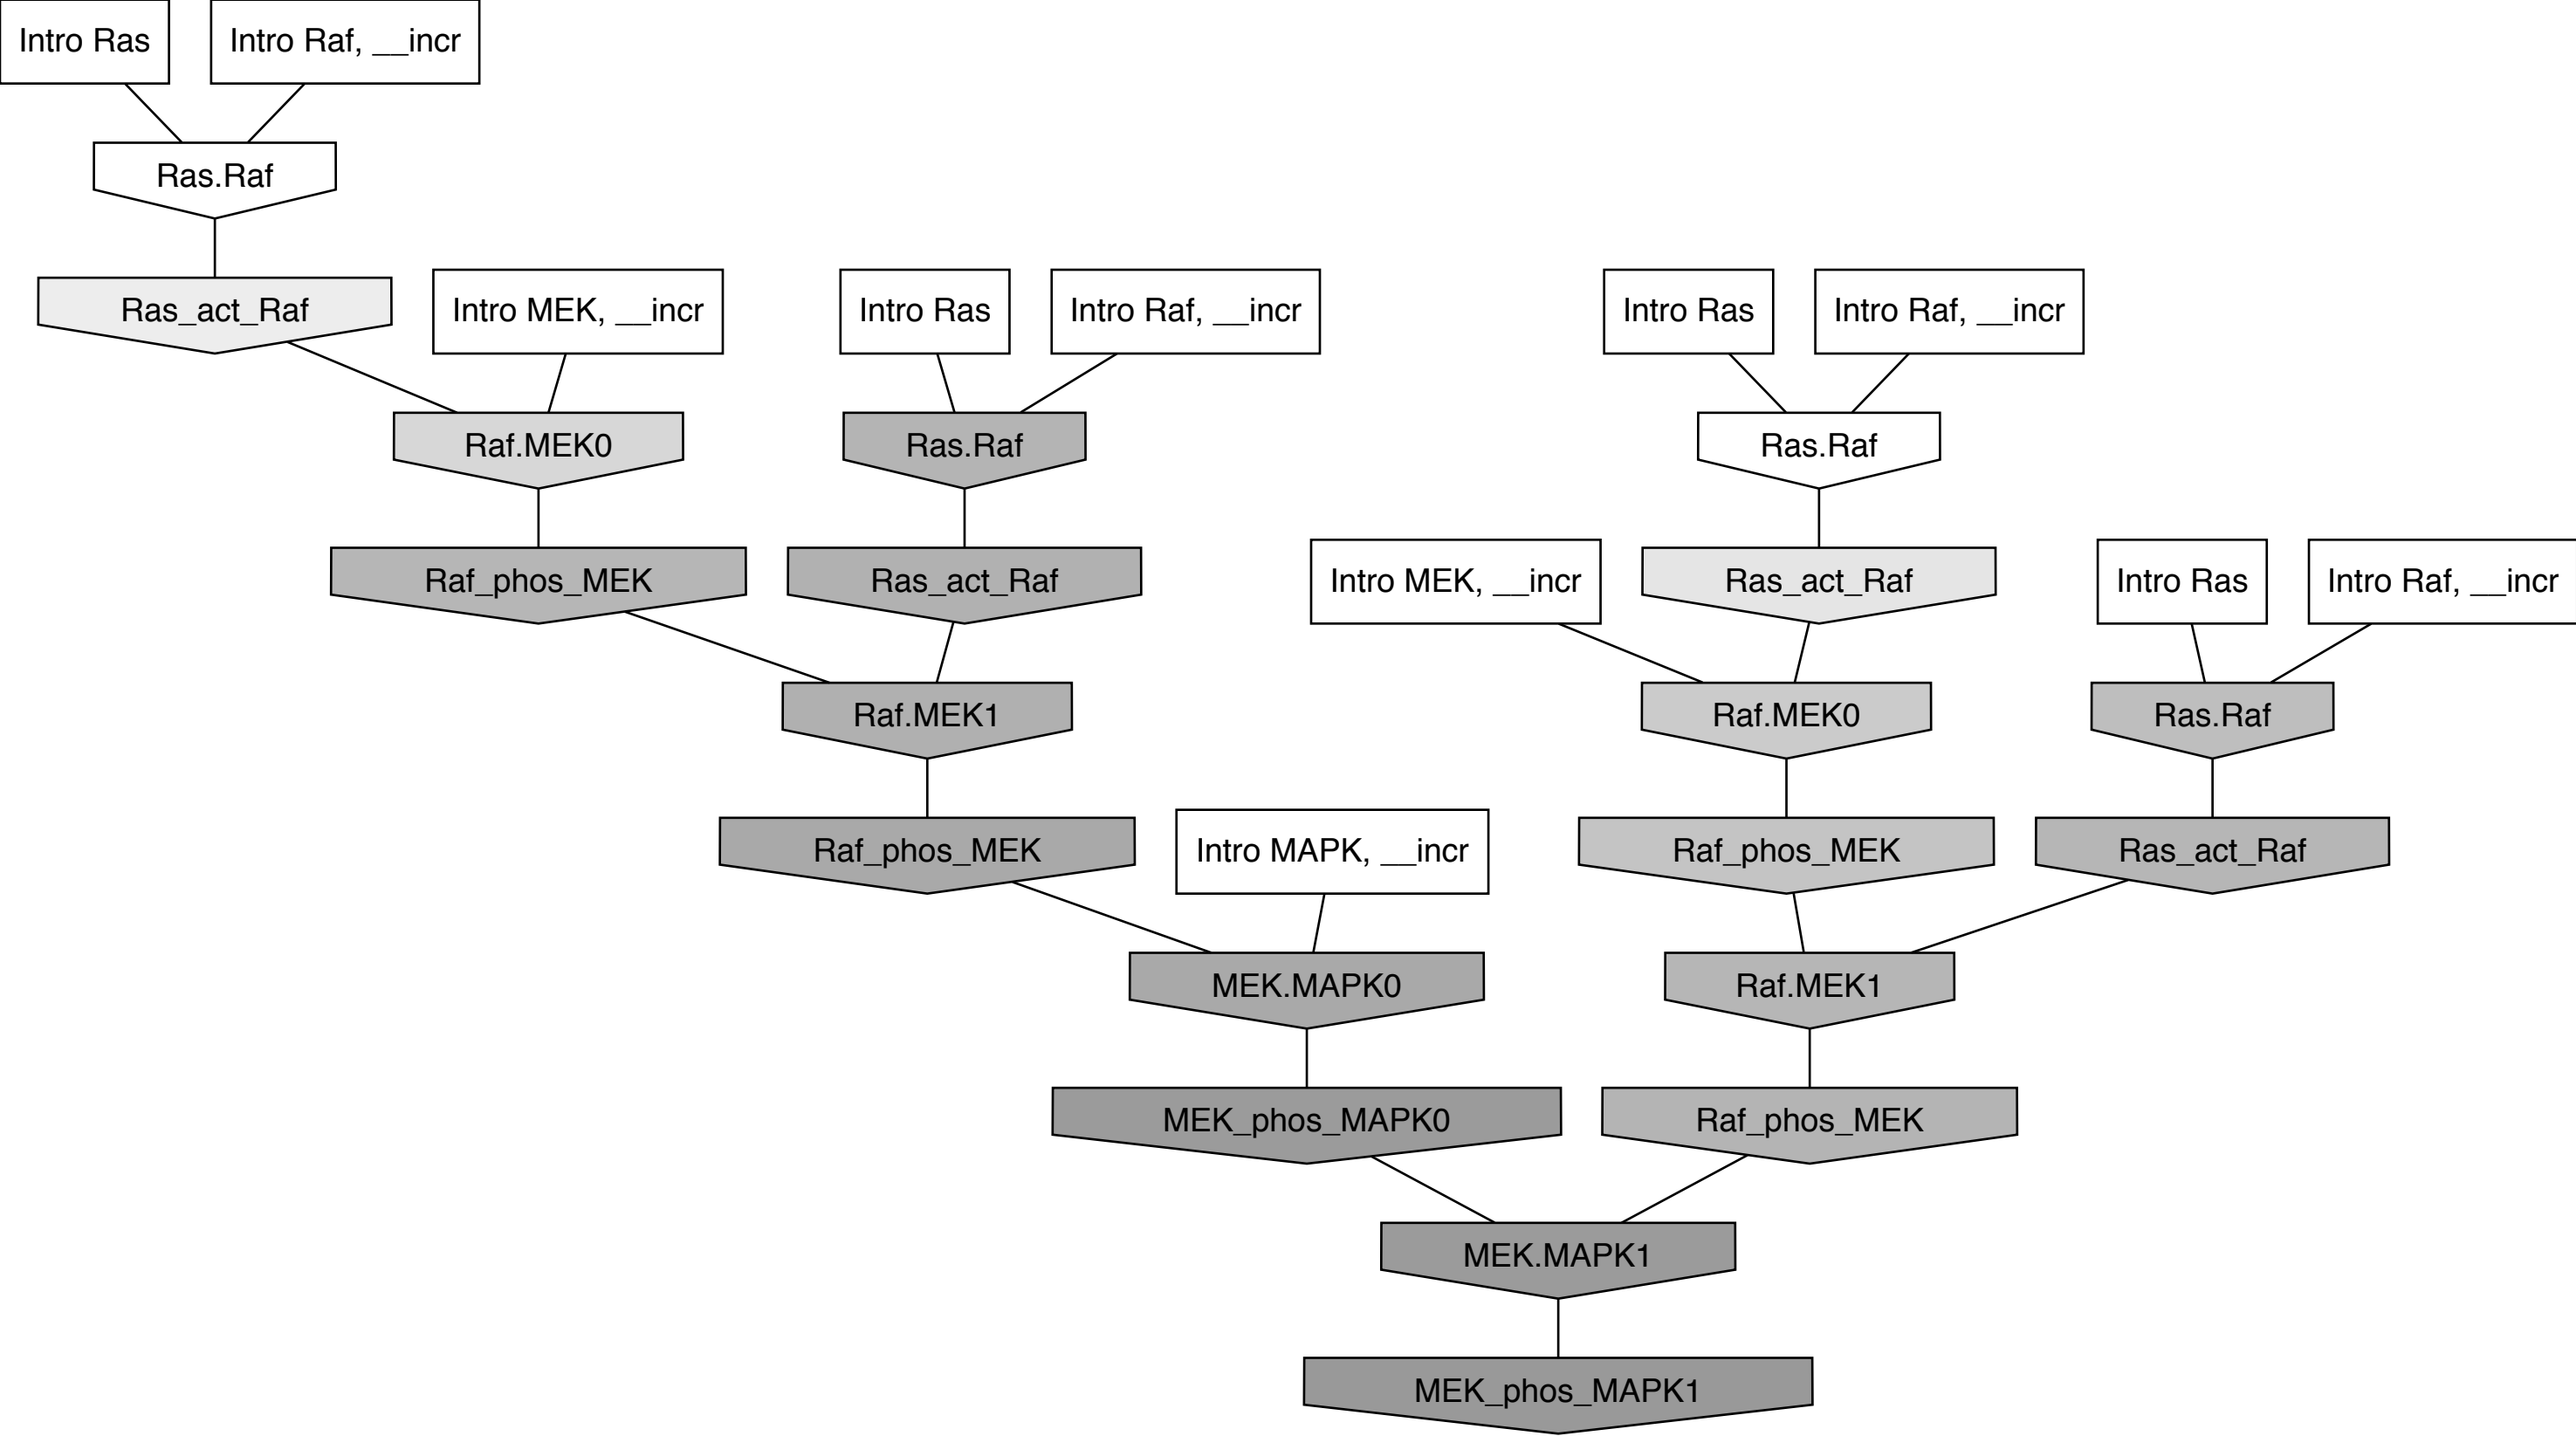 Intro Ras
Intro Raf, __incr
Ras.Raf
Ras_act_Raf
Intro MEK, __incr
Intro Ras
Intro Raf, __incr
Intro Ras
Intro Raf, __incr
Raf.MEK0
Ras.Raf
Ras.Raf
Raf_phos_MEK
Ras_act_Raf
Intro MEK, __incr
Ras_act_Raf
Intro Ras
Intro Raf, __incr
Raf.MEK1
Raf.MEK0
Ras.Raf
Raf_phos_MEK
Intro MAPK, __incr
Raf_phos_MEK
Ras_act_Raf
MEK.MAPK0
Raf.MEK1
MEK_phos_MAPK0
Raf_phos_MEK
MEK.MAPK1
MEK_phos_MAPK1